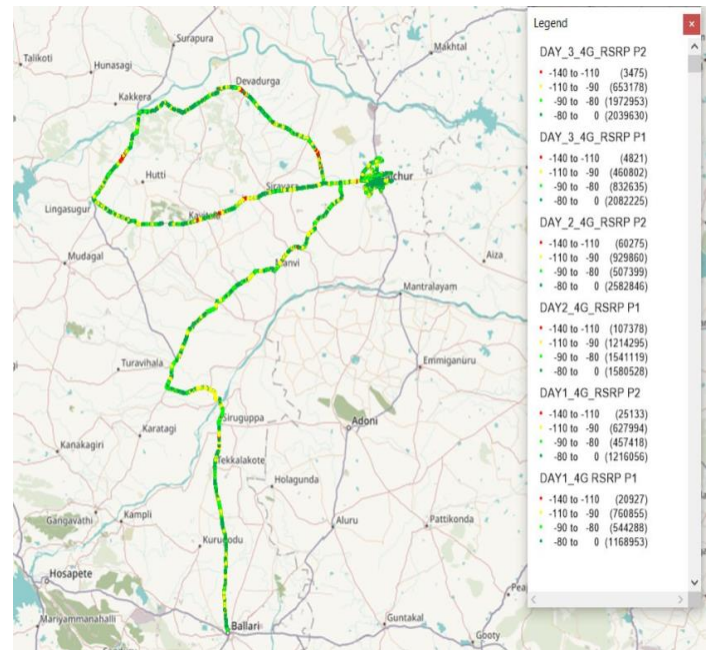 Surapura
Talikoti
Hunasagi
Makhtal
Kakkera
Devadurga
Hutti
Lingasugur
Sirava
chur
Mudagal
Manvi
Aiza
Mantralayam
Turavihala
Emmiganuru
Siruguppa
Karatagi
Adoni
Kanakagiri
Tekkalakote
Holagunda
Gangavathi
Kampli
Aluru
Pattikonda
Kurugodu
Hosapete
Mariyammanahalli
Ballari
Guntakal
Gooty
Legend
DAY_3_4G_RSRP P2
-140 to -110 (3475)
-110 to -90 (653178)
-90 to -80 (1972953)
-80 to 0 (2039630)
DAY_3_4G_RSRP P1
-140 to -110 (4821)
-110 to -90 (460802)
-90 to -80 (832635)
-80 to 0 (2082225)
DAY_2_4G_RSRP P2
-140 to -110 (60275)
-110 to -90 (929860)
-90 to -80 (507399)
-80 to 0 (2582846)
DAY2_4G_RSRP P1
-140 to -110 (107378)
-110 to -90 (1214295)
-90 to -80 (1541119)
-80 to 0 (1580528)
DAY1_4G_RSRP P2
-140 to -110 (25133)
-110 to -90 (627994)
-90 to -80 (457418)
-80 to 0 (1216056)
DAY1_4G RSRP P1
-140 to -110 (20927)
-110 to -90 (760855)
-90 to -80 (544288)
-80 to 0 (1168953)